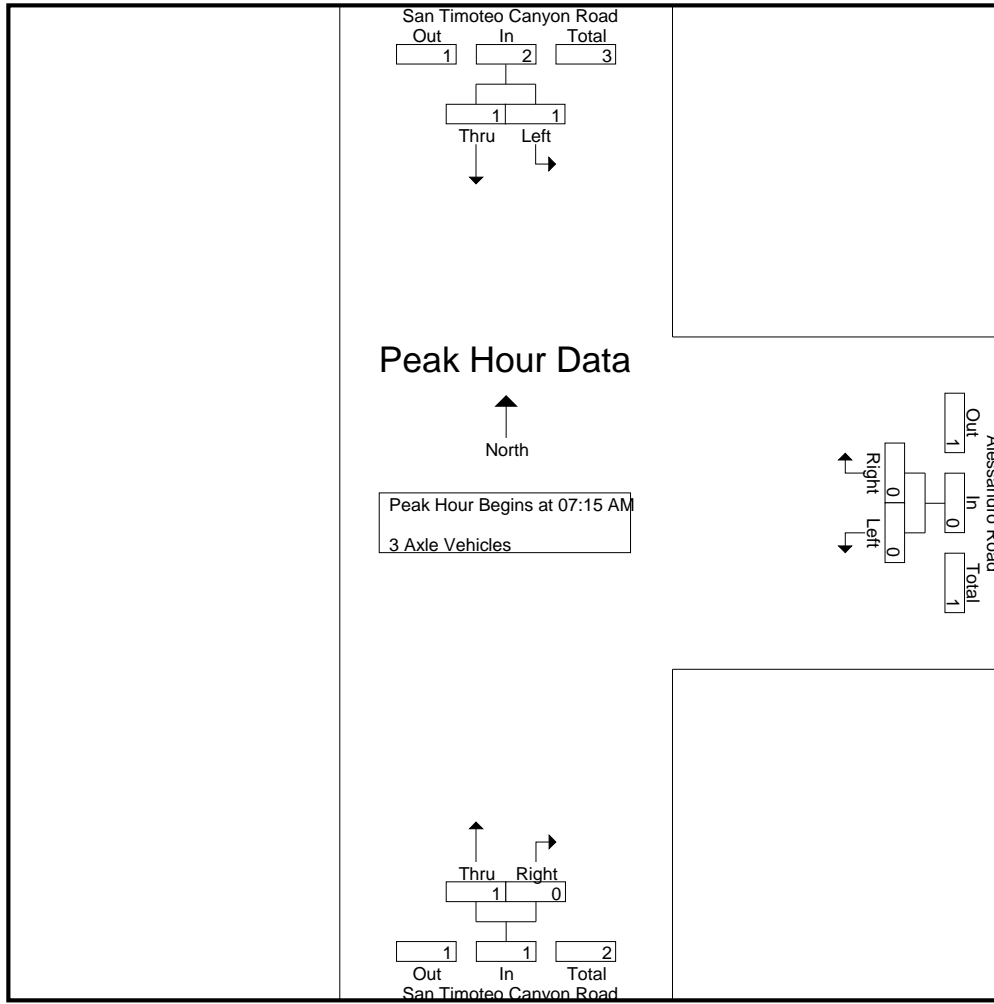 San Timoteo Canyon Road
Out In Total
1 2 3
1 1
Thru Left
Peak Hour Data
North
Peak Hour Begins at 07:15 AM
3 Axle Vehicles
Alessandro Road
Out In Total
1 0 1
Right Left
0 0
Thru Right
1 0
1 1 2
Out In Total
San Timoteo Canyon Road